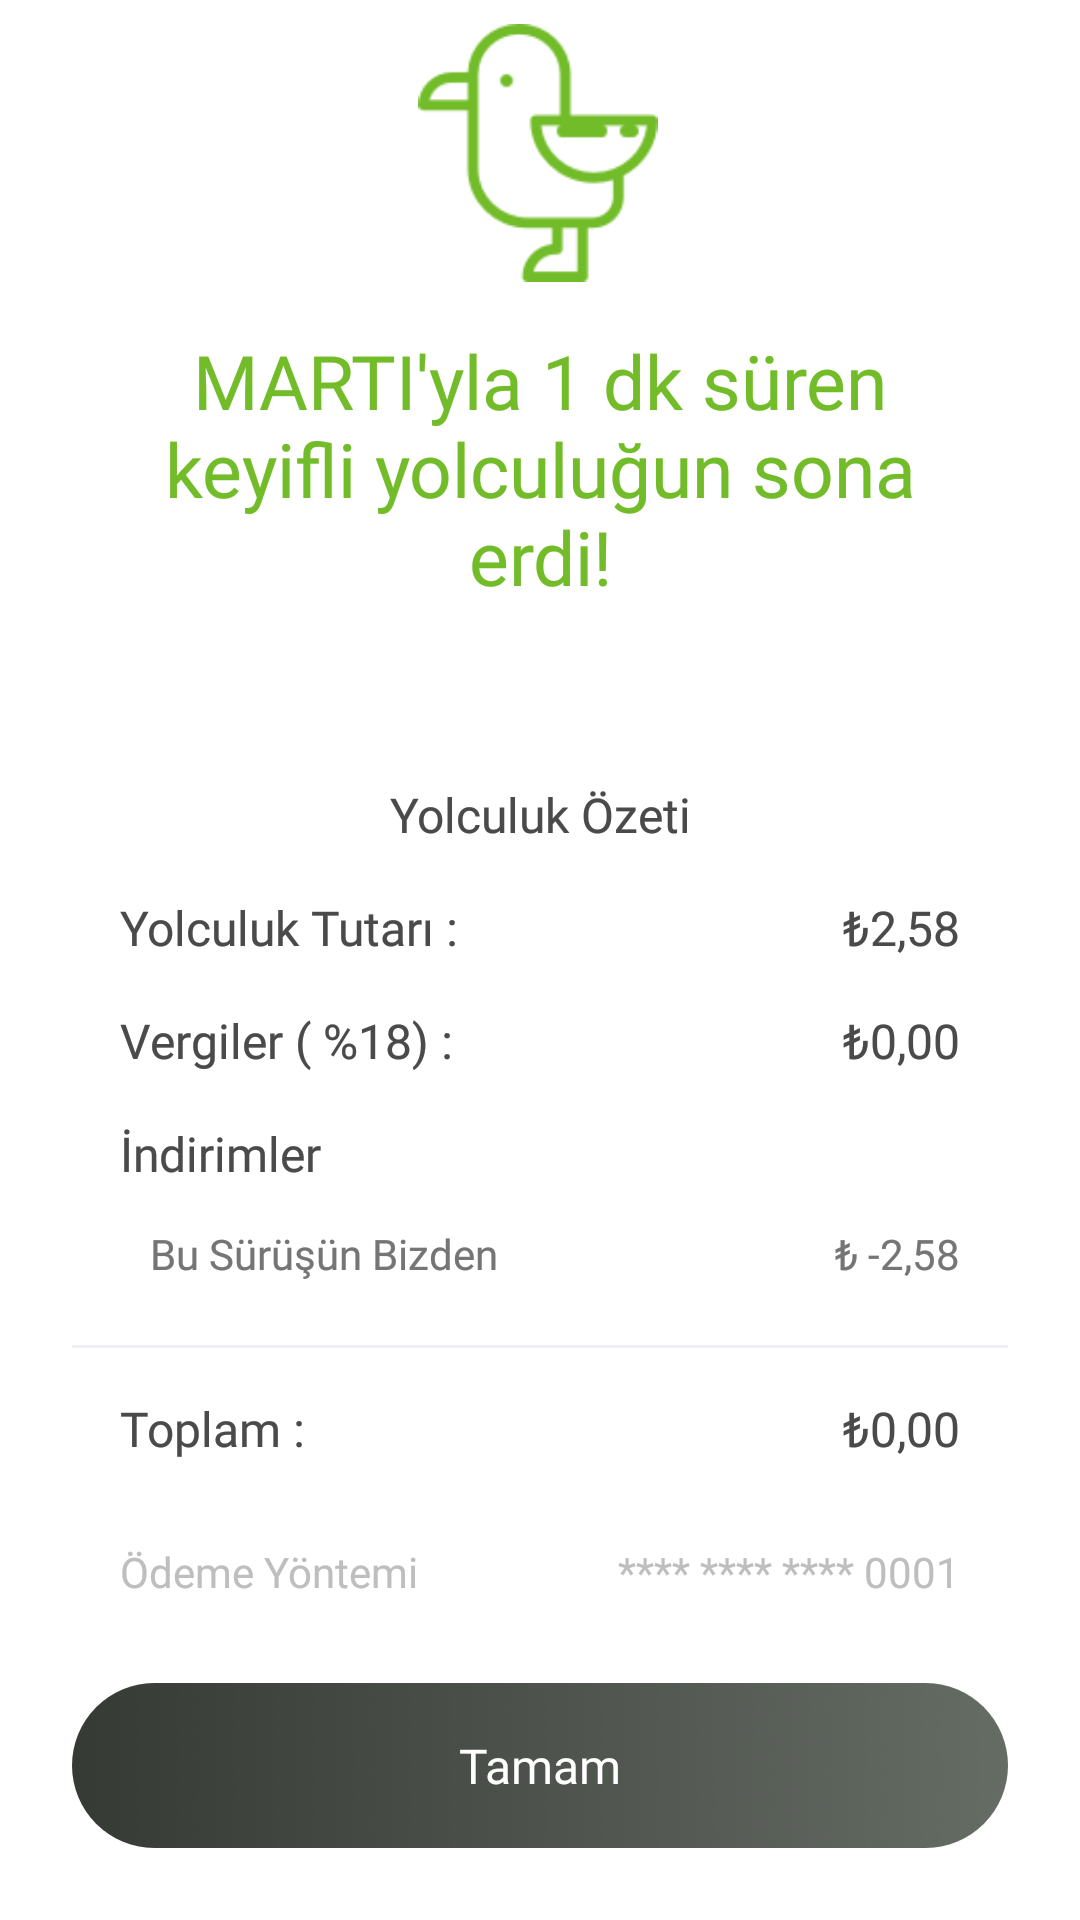 MARTI'yla 1 dk süren
keyifli yolculuğun sona
erdi!
Yolculuk Özeti
Yolculuk Tutarı : ₺2,58
Vergiler ( %18) : ₺0,00
İndirimler
Bu Sürüşün Bizden ₺ -2,58
Toplam : ₺0,00
Ödeme Yöntemi **** **** **** 0001
Tamam